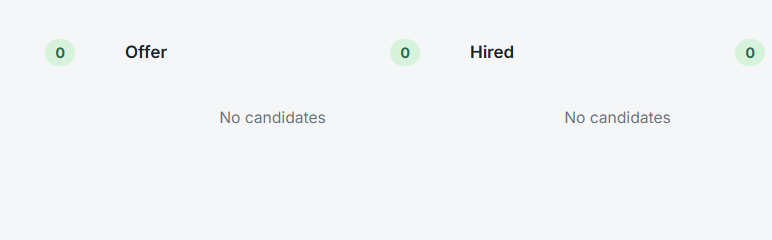 0 Offer 0 Hired 0
No candidates No candidates